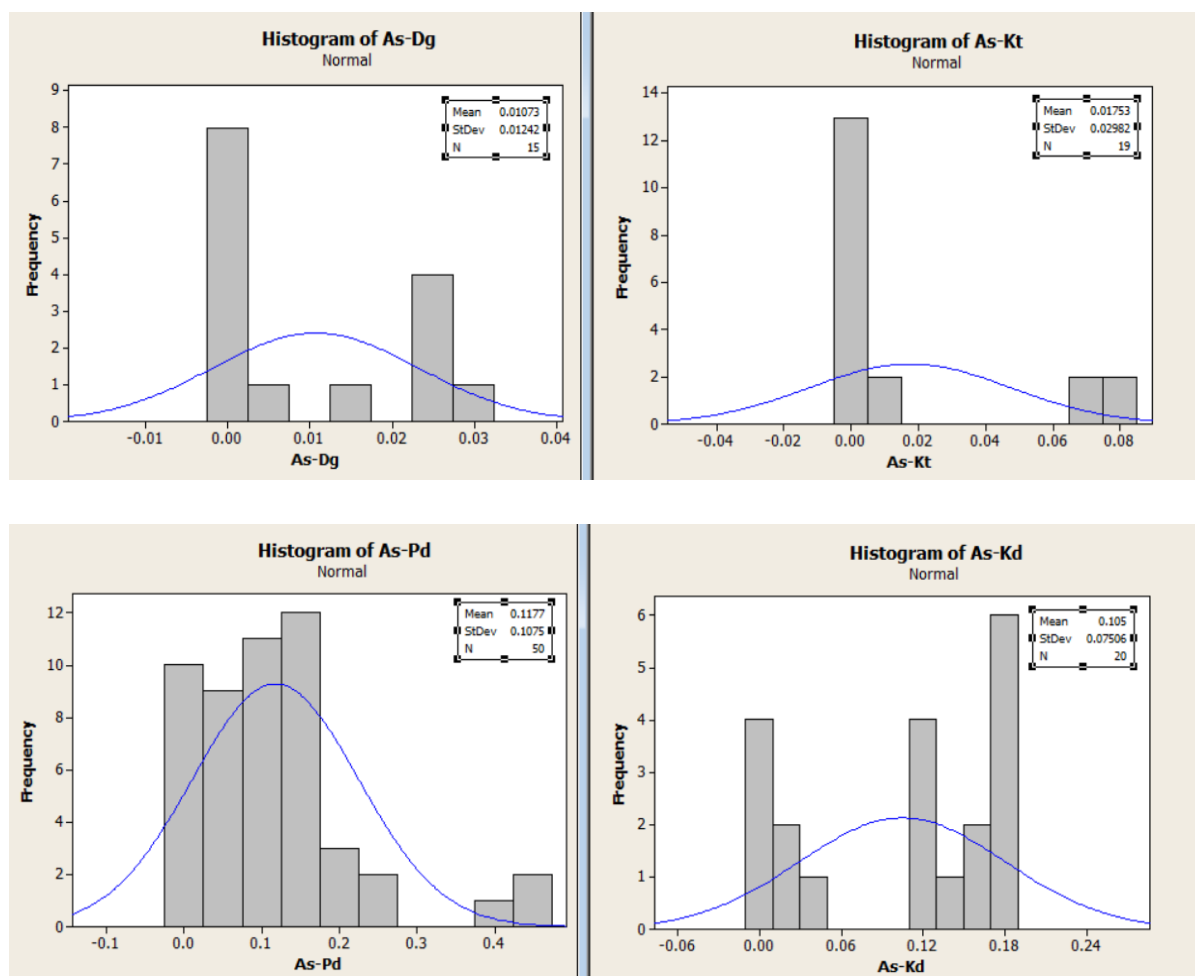 Histogram of As-Dg
Normal
9
8
7
6
5
4
3
2
1
0
Frequency
Mean 0.01073
StDev 0.01242
N 15
-0.01 0.00 0.01 0.02 0.03 0.04
As-Dg
Histogram of As-Kt
Normal
14
12
10
8
6
4
2
0
Frequency
Mean 0.01753
StDev 0.02982
N 19
-0.04 -0.02 0.00 0.02 0.04 0.06 0.08
As-Kt
Histogram of As-Pd
Normal
12
10
8
6
4
2
0
Frequency
Mean 0.1177
StDev 0.1075
N 50
-0.1 0.0 0.1 0.2 0.3 0.4
As-Pd
Histogram of As-Kd
Normal
6
5
4
3
2
1
0
Frequency
Mean 0.105
StDev 0.07506
N 20
-0.06 0.00 0.06 0.12 0.18 0.24
As-Kd